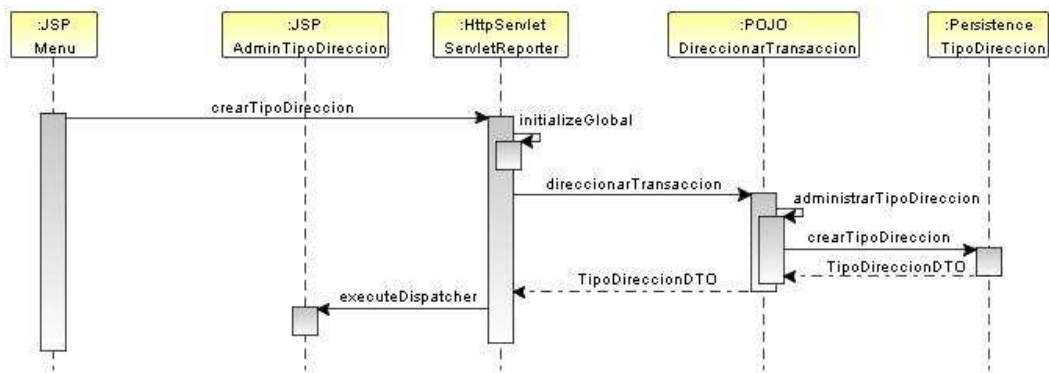 :JSP
Menu
:JSP
AdminTipoDireccion
:HttpServlet
ServletReporter
:POJO
DireccionarTransaccion
:Persistence
TipoDireccion
crearTipoDireccion
initializeGlobal
direccionarTransaccion
administrarTipoDireccion
crearTipoDireccion
TipoDireccionDTO
TipoDireccionDTO
executeDispatcher